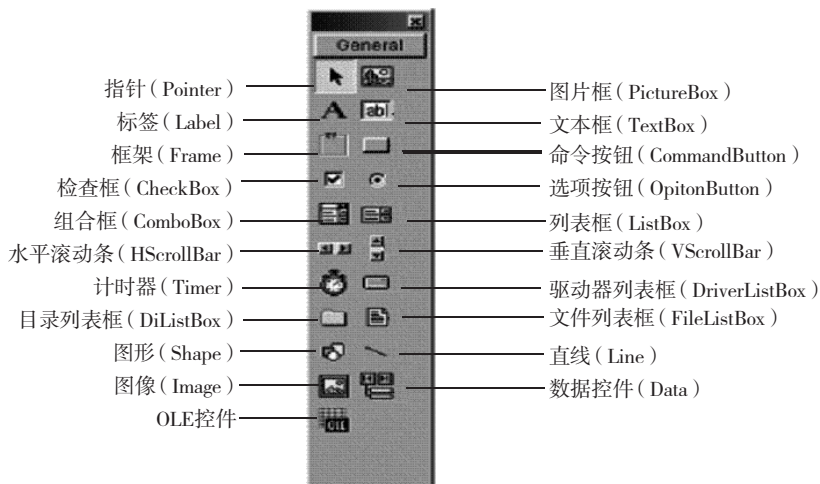 General
指针(Pointer)
图片框(PictureBox)
标签(Label)
文本框(TextBox)
框架(Frame)
命令按钮(CommandButton)
检查框(CheckBox)
选项按钮(OpitonButton)
组合框(ComboBox)
列表框(ListBox)
水平滚动条(HScrollBar)
垂直滚动条(VScrollBar)
计时器(Timer)
驱动器列表框(DriverListBox)
目录列表框(DiListBox)
文件列表框(FileListBox)
图形(Shape)
直线(Line)
图像(Image)
数据控件(Data)
OLE控件